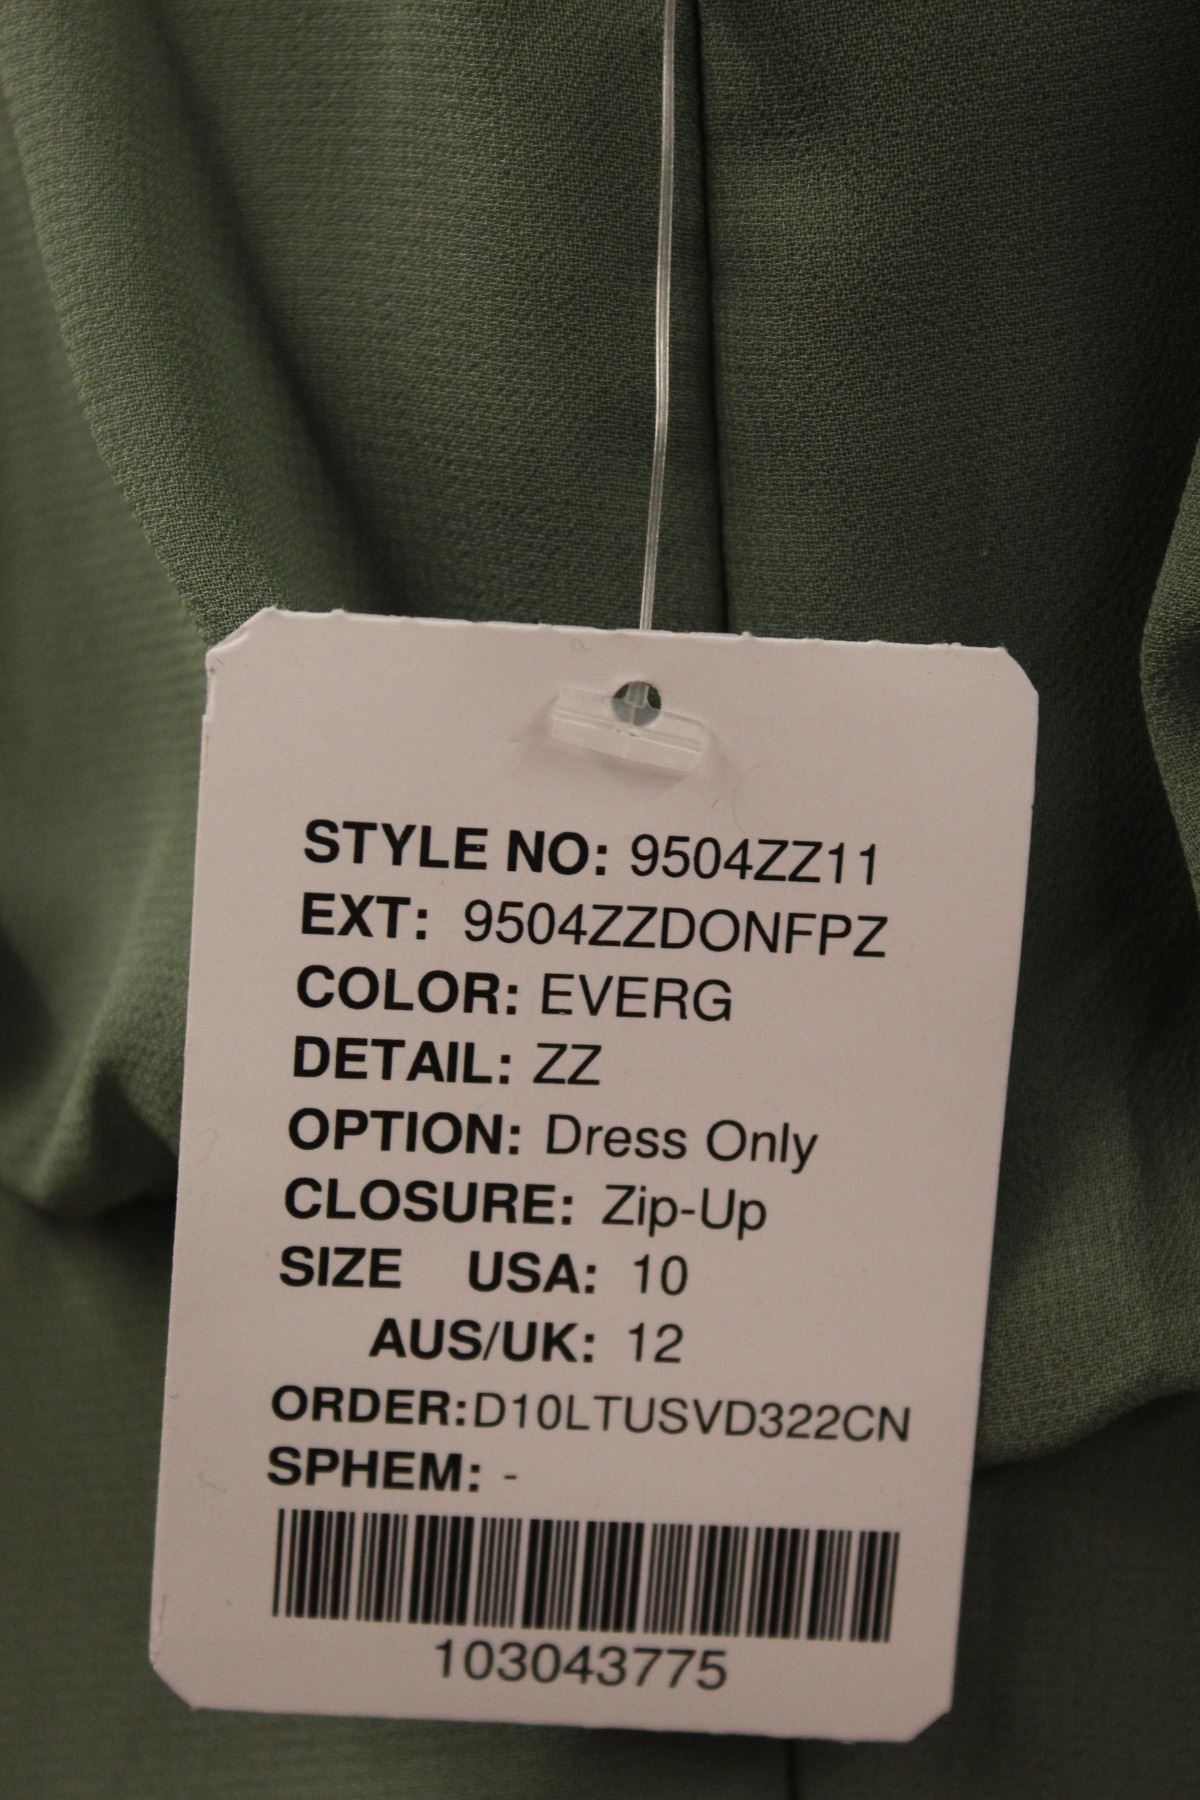 STYLE NO: 9504ZZ11
EXT: 9504ZZDONFPZ
COLOR: EVERG
DETAIL: ZZ
OPTION: Dress Only
CLOSURE: Zip-Up
SIZE USA: 10
AUS/UK: 12
ORDER:D10LTUSVD322CN
SPHEM: -
103043775